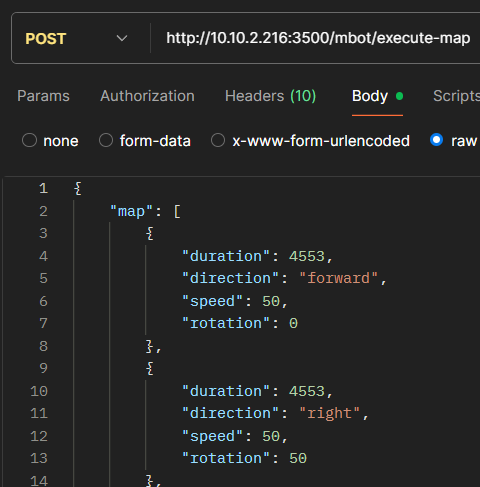 POST http://10.10.2.216:3500/mbot/execute-map
Params Authorization Headers (10) Body Scripts
none form-data x-www-form-urlencoded raw
1 {
2 "map": [
3 {
4 "duration": 4553,
5 "direction": "forward",
6 "speed": 50,
7 "rotation": 0
8 },
9 {
10 "duration": 4553,
11 "direction": "right",
12 "speed": 50,
13 "rotation": 50
14 },